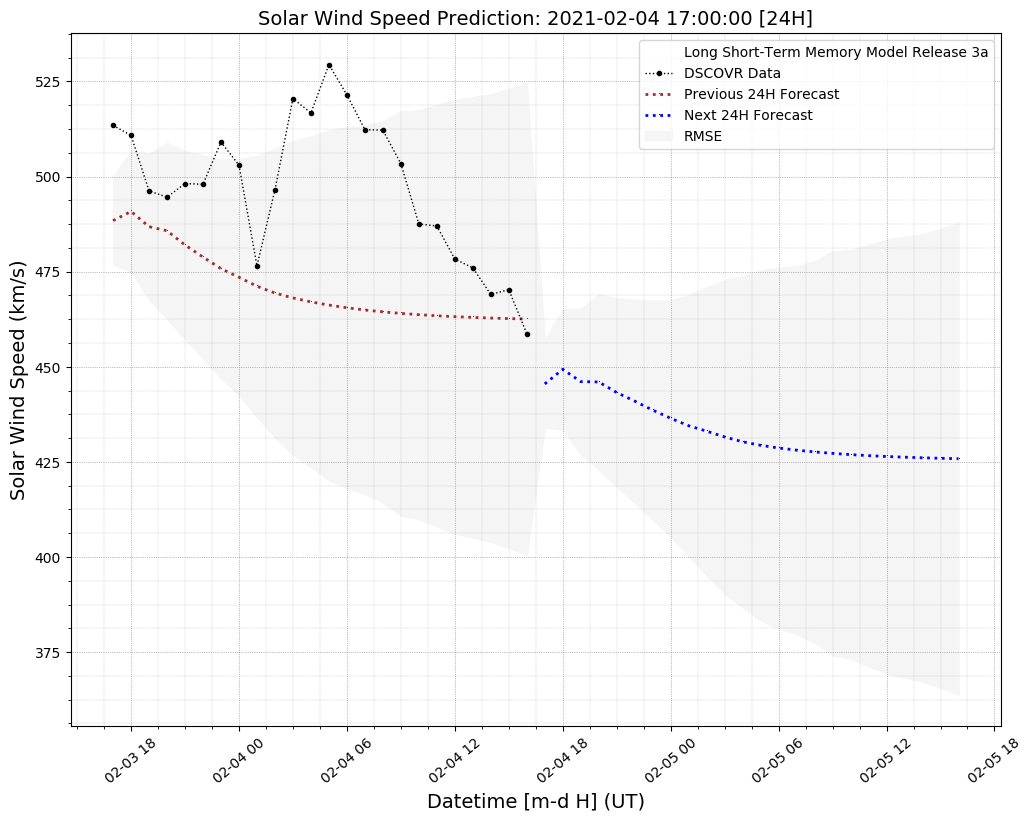 Solar Wind Speed Prediction: 2021-02-04 17:00:00 [24H]
Long Short-Term Memory Model Release 3a
DSCOVR Data
Previous 24H Forecast
Next 24H Forecast
RMSE
Solar Wind Speed (km/s)
525
500
475
450
425
400
375
02-03 18
02-04 00
02-04 06
02-04 12
02-04 18
02-05 00
02-05 06
02-05 12
02-05 18
Datetime [m-d H] (UT)